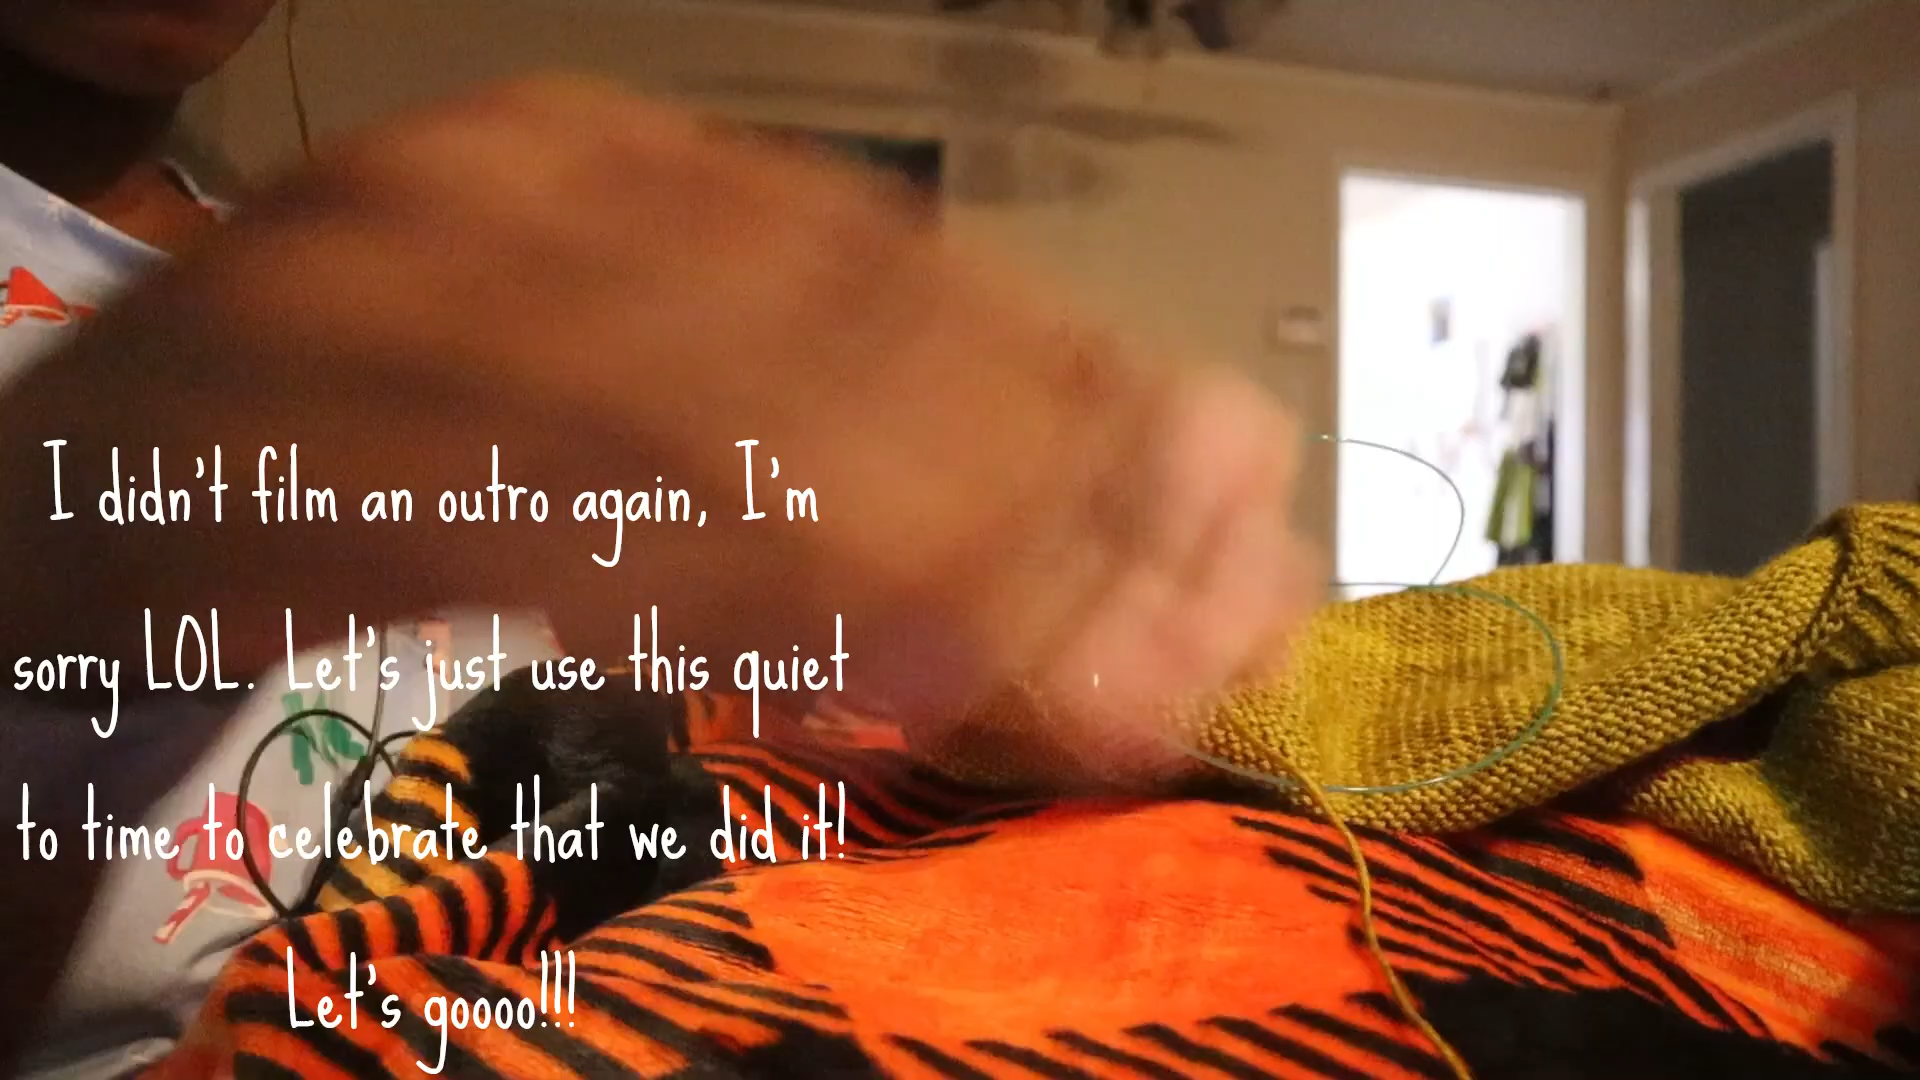 I didn't film an outro again, I'm
sorry LOL. Let's just use this quiet
to time to celebrate that we did it!
Let's goooo!!!